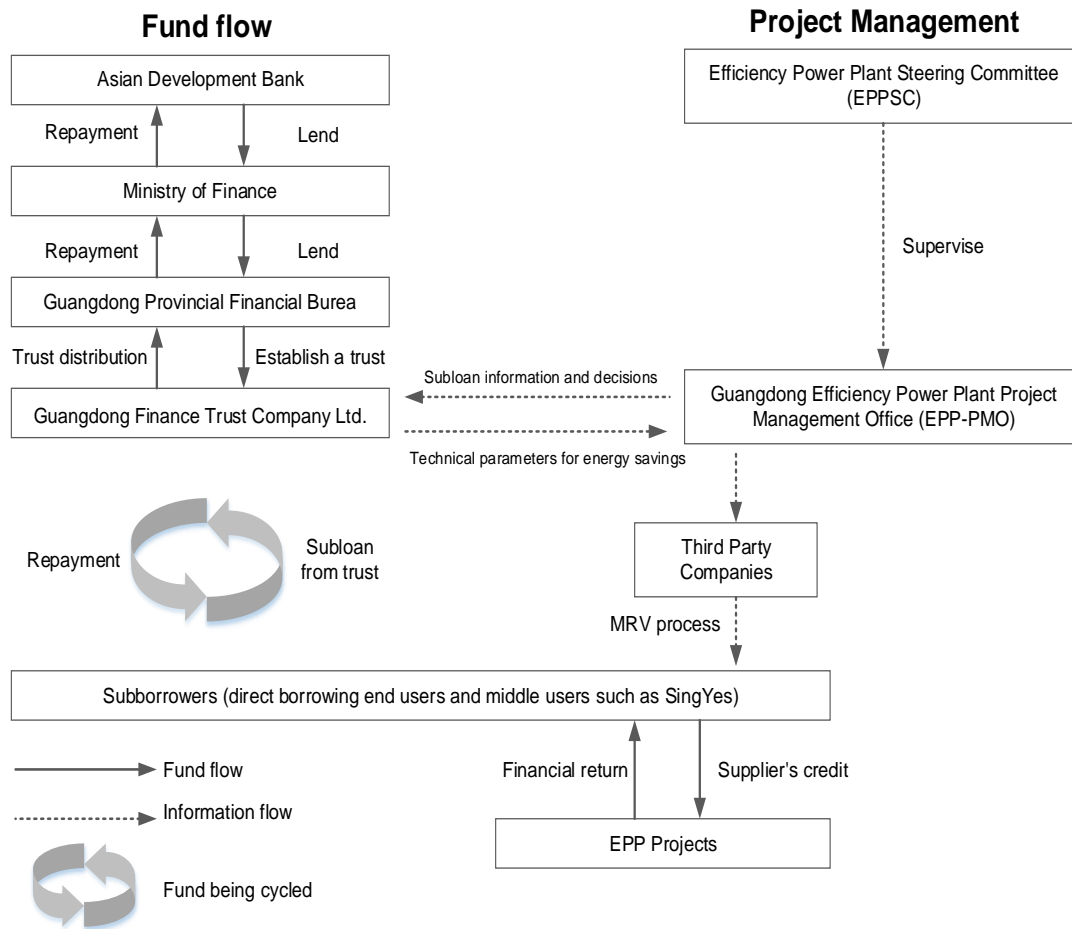 Fund flow
Project Management
Asian Development Bank
Efficiency Power Plant Steering Committee
(EPPSC)
Repayment
Lend
Ministry of Finance
Repayment
Lend
Supervise
Guangdong Provincial Financial Burea
Trust distribution
Establish a trust
Subloan information and decisions
Guangdong Finance Trust Company Ltd.
Guangdong Efficiency Power Plant Project
Management Office (EPP-PMO)
Technical parameters for energy savings
Repayment
Subloan
from trust
Third Party
Companies
MRV process
Subborrowers (direct borrowing end users and middle users such as SingYes)
Fund flow
Financial return
Supplier's credit
Information flow
EPP Projects
Fund being cycled